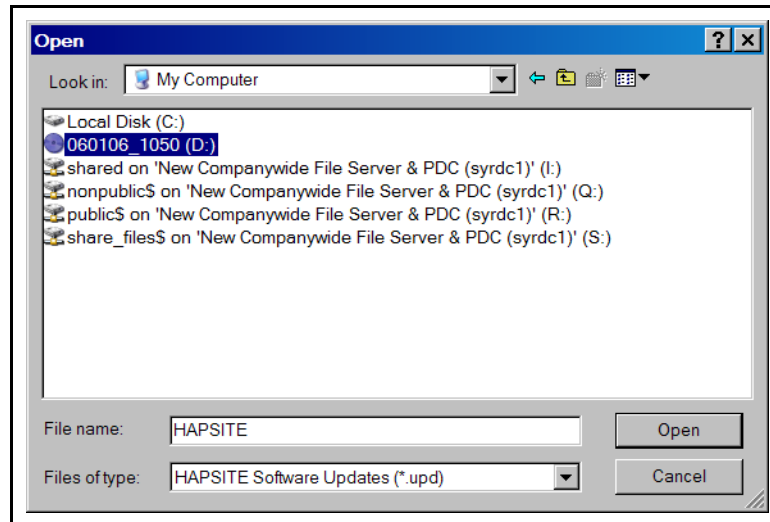 Open
Look in: My Computer
Local Disk (C:)
060106_1050 (D:)
shared on 'New Companywide File Server & PDC (syrdc1)' (I:)
nonpublic$ on 'New Companywide File Server & PDC (syrdc1)' (Q:)
public$ on 'New Companywide File Server & PDC (syrdc1)' (R:)
share_files$ on 'New Companywide File Server & PDC (syrdc1)' (S:)
File name: HAPSITE Open
Files of type: HAPSITE Software Updates (*.upd) Cancel